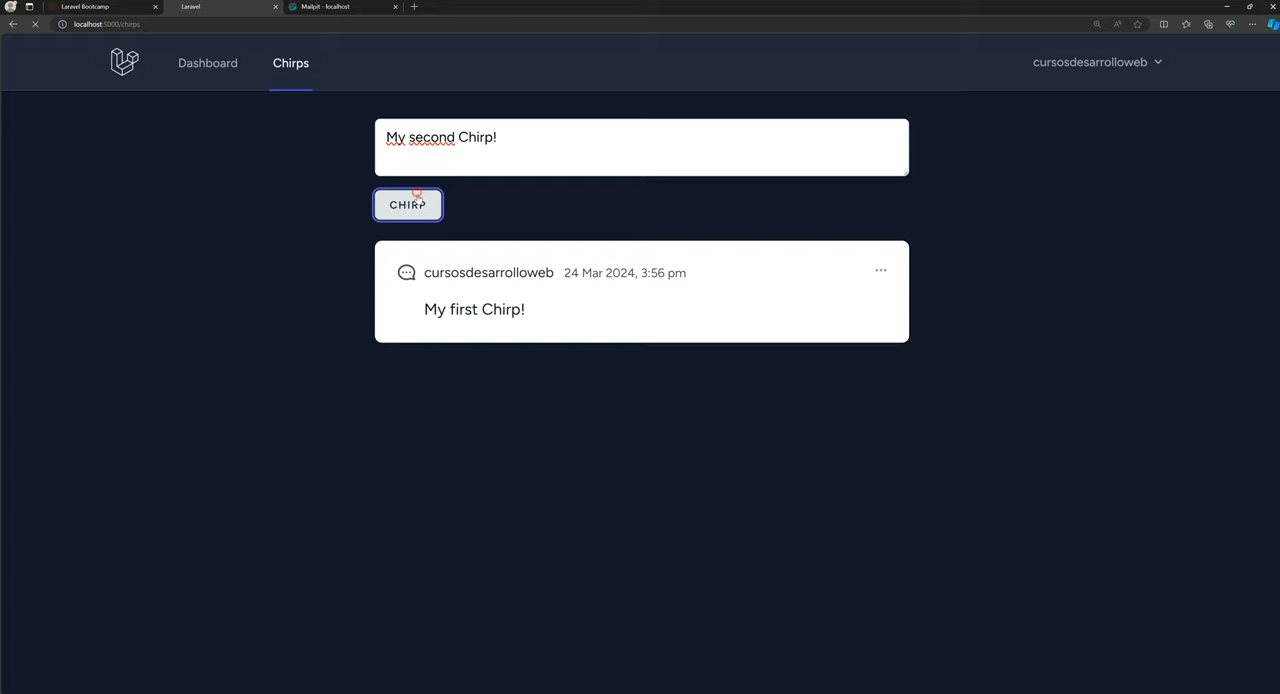 Laravel Bootcamp
Laravel
Mailpit - localhost
localhost:5000/chirps
Dashboard
Chirps
cursosdesarrolloweb
My second Chirp!
CHIRP
cursosdesarrolloweb 24 Mar 2024, 3:56 pm
My first Chirp!